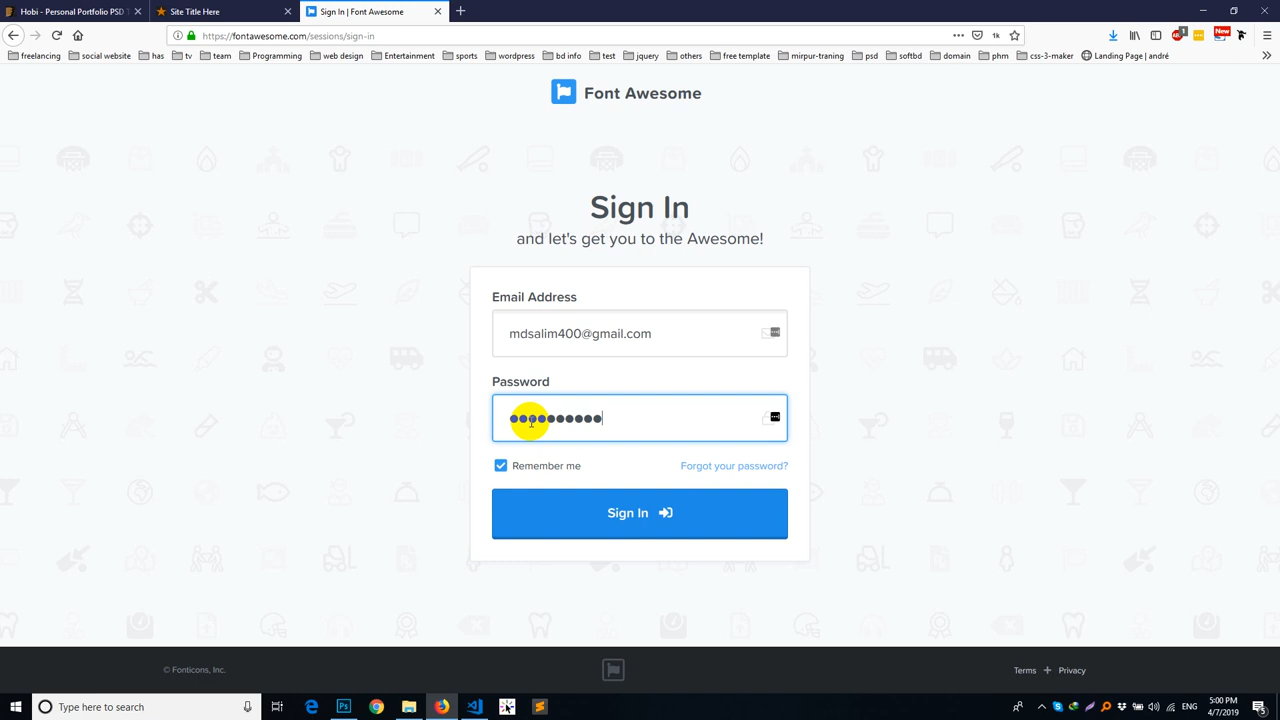 Hobi - Personal Portfolio PSD T
Site Title Here
Sign In | Font Awesome
https://fontawesome.com/sessions/sign-in
freelancing
social website
has
tv
team
Programming
web design
Entertainment
sports
wordpress
bd info
test
jquery
others
free template
mirpur-traning
psd
softbd
domain
phm
css-3-maker
Landing Page | andré
New
Font Awesome
Sign In
and let's get you to the Awesome!
Email Address
mdsalim400@gmail.com
Password
Remember me
Forgot your password?
Sign In
© Fonticons, Inc.
Terms
Privacy
Type here to search
Ps
ENG
5:00 PM
4/7/2019